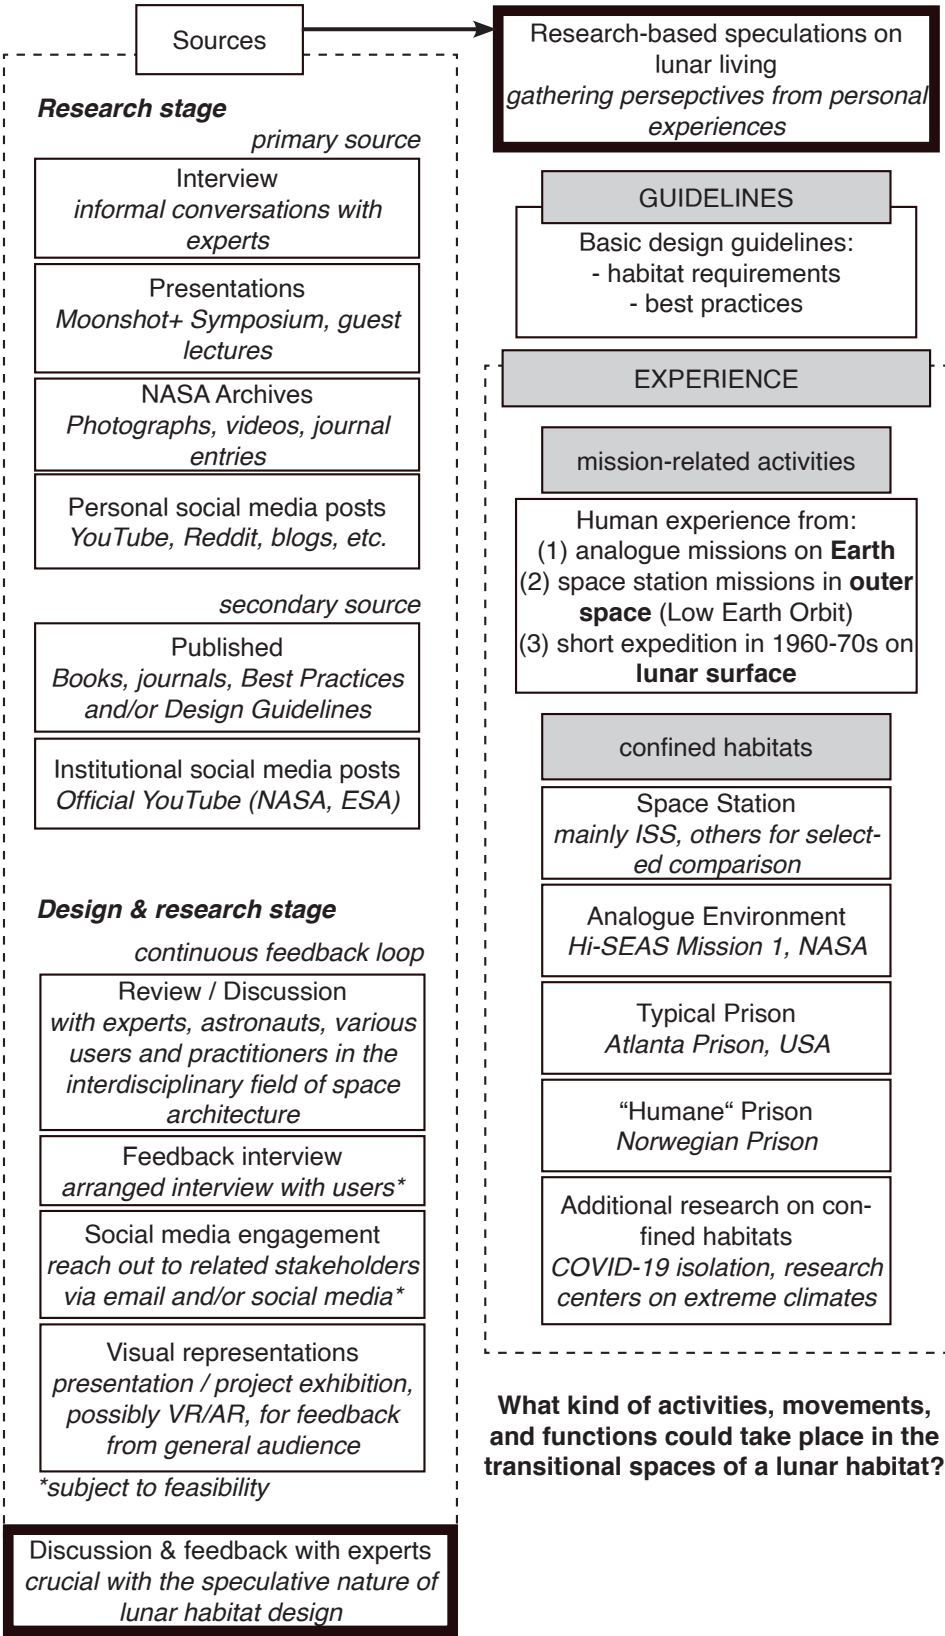 Sources
Research stage
primary source
Interview
informal conversations with
experts
Presentations
Moonshot+ Symposium, guest
lectures
NASA Archives
Photographs, videos, journal
entries
Personal social media posts
YouTube, Reddit, blogs, etc.
secondary source
Published
Books, journals, Best Practices
and/or Design Guidelines
Institutional social media posts
Official YouTube (NASA, ESA)
Design & research stage
continuous feedback loop
Review / Discussion
with experts, astronauts, various
users and practitioners in the
interdisciplinary field of space
architecture
Feedback interview
arranged interview with users*
Social media engagement
reach out to related stakeholders
via email and/or social media*
Visual representations
presentation / project exhibition,
possibly VR/AR, for feedback
from general audience
*subject to feasibility
Discussion & feedback with experts
crucial with the speculative nature of
lunar habitat design
Research-based speculations on
lunar living
gathering persepctives from personal
experiences
GUIDELINES
Basic design guidelines:
- habitat requirements
- best practices
EXPERIENCE
mission-related activities
Human experience from:
(1) analogue missions on Earth
(2) space station missions in outer
space (Low Earth Orbit)
(3) short expedition in 1960-70s on
lunar surface
confined habitats
Space Station
mainly ISS, others for select-
ed comparison
Analogue Environment
Hi-SEAS Mission 1, NASA
Typical Prison
Atlanta Prison, USA
“Humane“ Prison
Norwegian Prison
Additional research on con-
fined habitats
COVID-19 isolation, research
centers on extreme climates
What kind of activities, movements,
and functions could take place in the
transitional spaces of a lunar habitat?